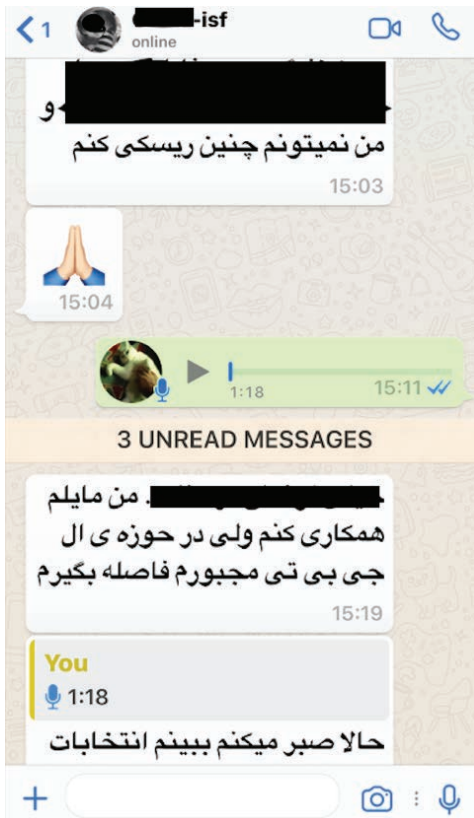 1
-isf
online
و
من نمیتونم چنین ریسکی کنم
15:03
15:04
1:18
15:11
3 UNREAD MESSAGES
. من مایلم
همکاری کنم ولی در حوزه ی ال
جی بی تی مجبورم فاصله بگیرم
15:19
You
1:18
حالا صبر میکنم ببینم انتخابات